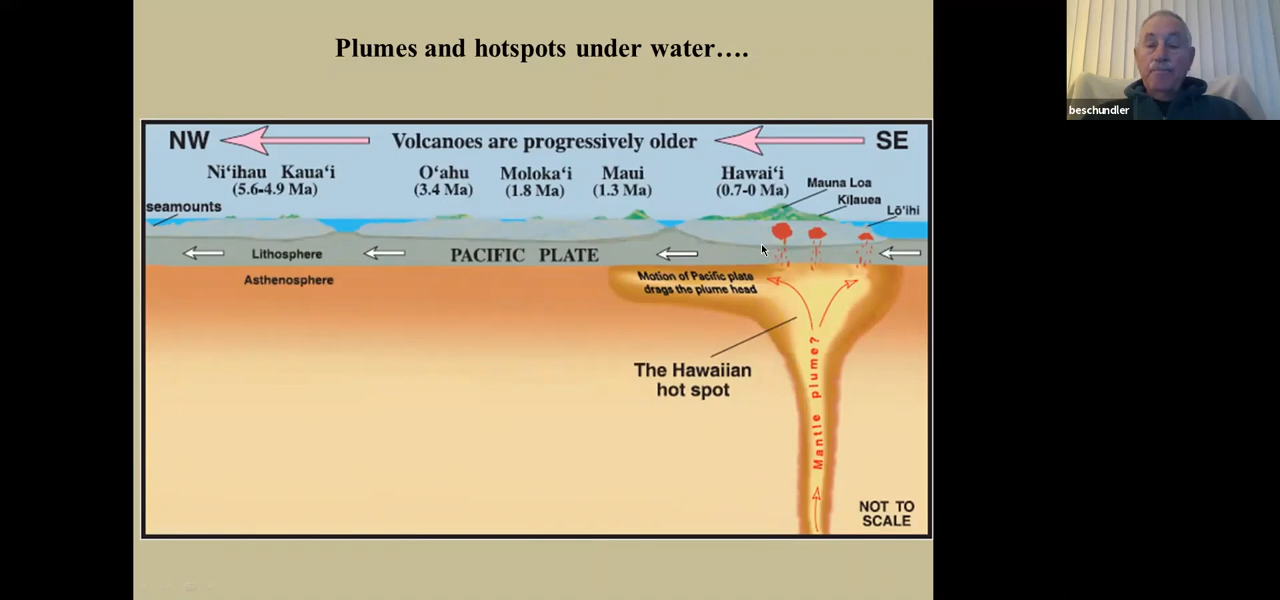 Plumes and hotspots under water….
beschundler
NW
Volcanoes are progressively older
SE
Niʻihau Kauaʻi
(5.6-4.9 Ma)
Oʻahu
(3.4 Ma)
Molokaʻi
(1.8 Ma)
Maui
(1.3 Ma)
Hawaiʻi
(0.7-0 Ma)
Mauna Loa
Kīlauea
Lōʻihi
seamounts
Lithosphere
PACIFIC PLATE
Asthenosphere
Motion of Pacific plate
drags the plume head
The Hawaiian
hot spot
Mantle plume?
NOT TO
SCALE